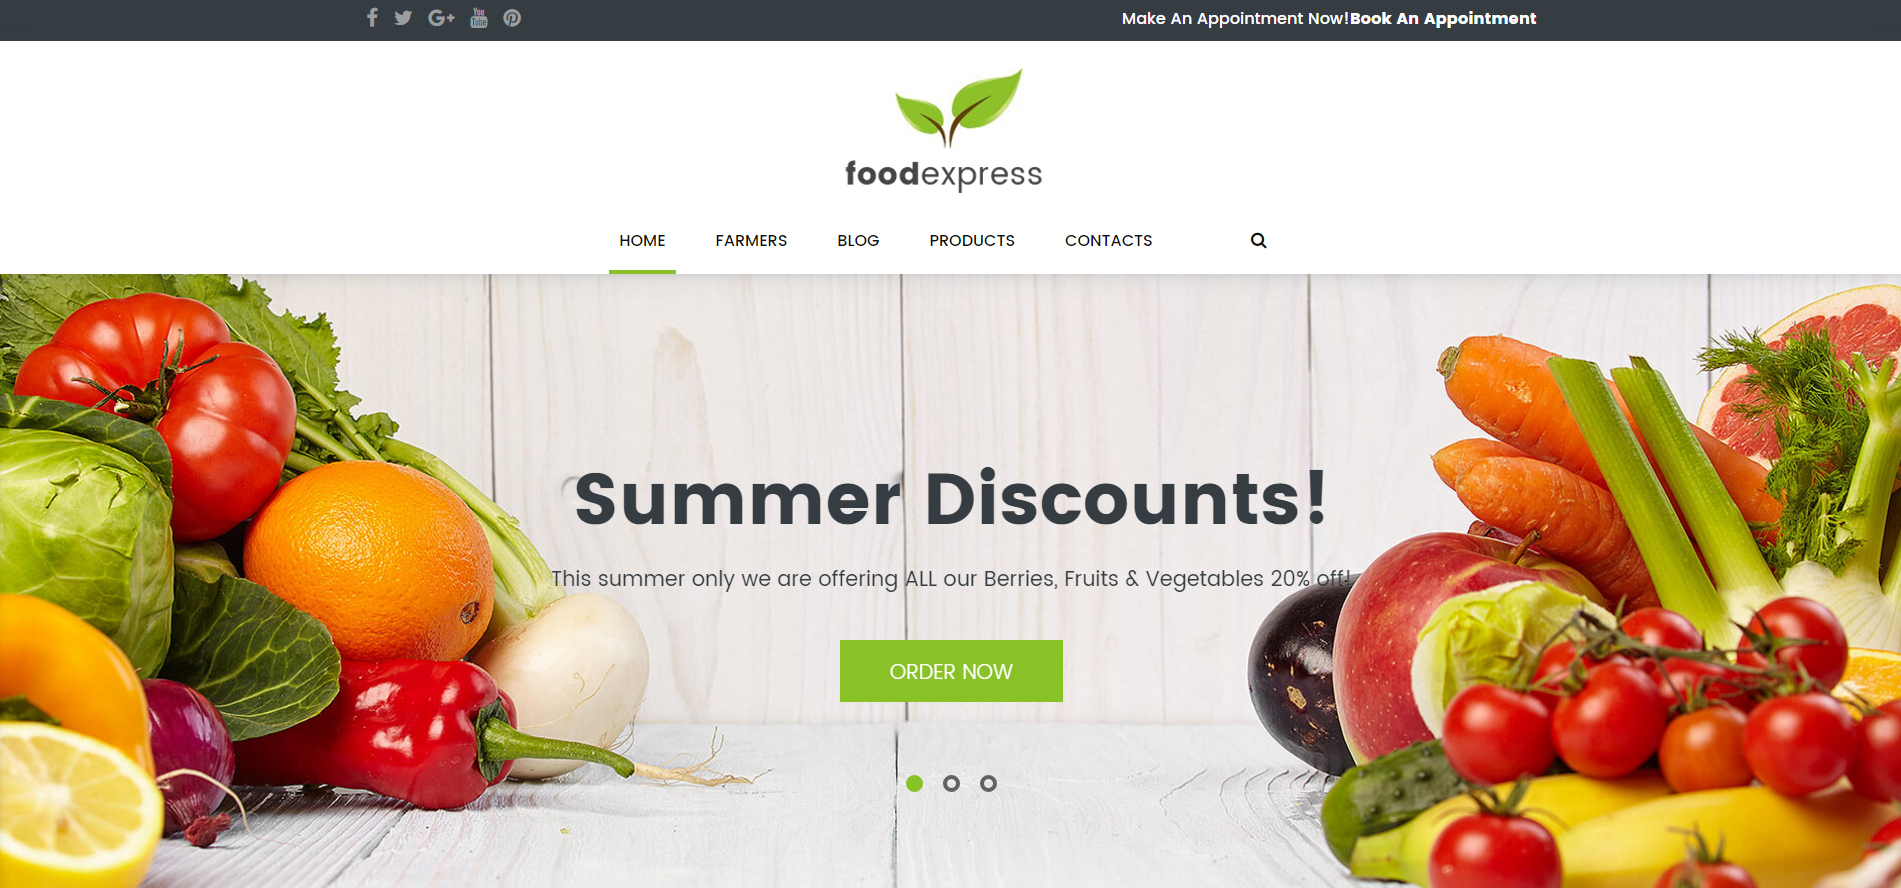 Make An Appointment Now!Book An Appointment
foodexpress
HOME FARMERS BLOG PRODUCTS CONTACTS
Summer Discounts!
This summer only we are offering ALL our Berries, Fruits & Vegetables 20% off!
ORDER NOW